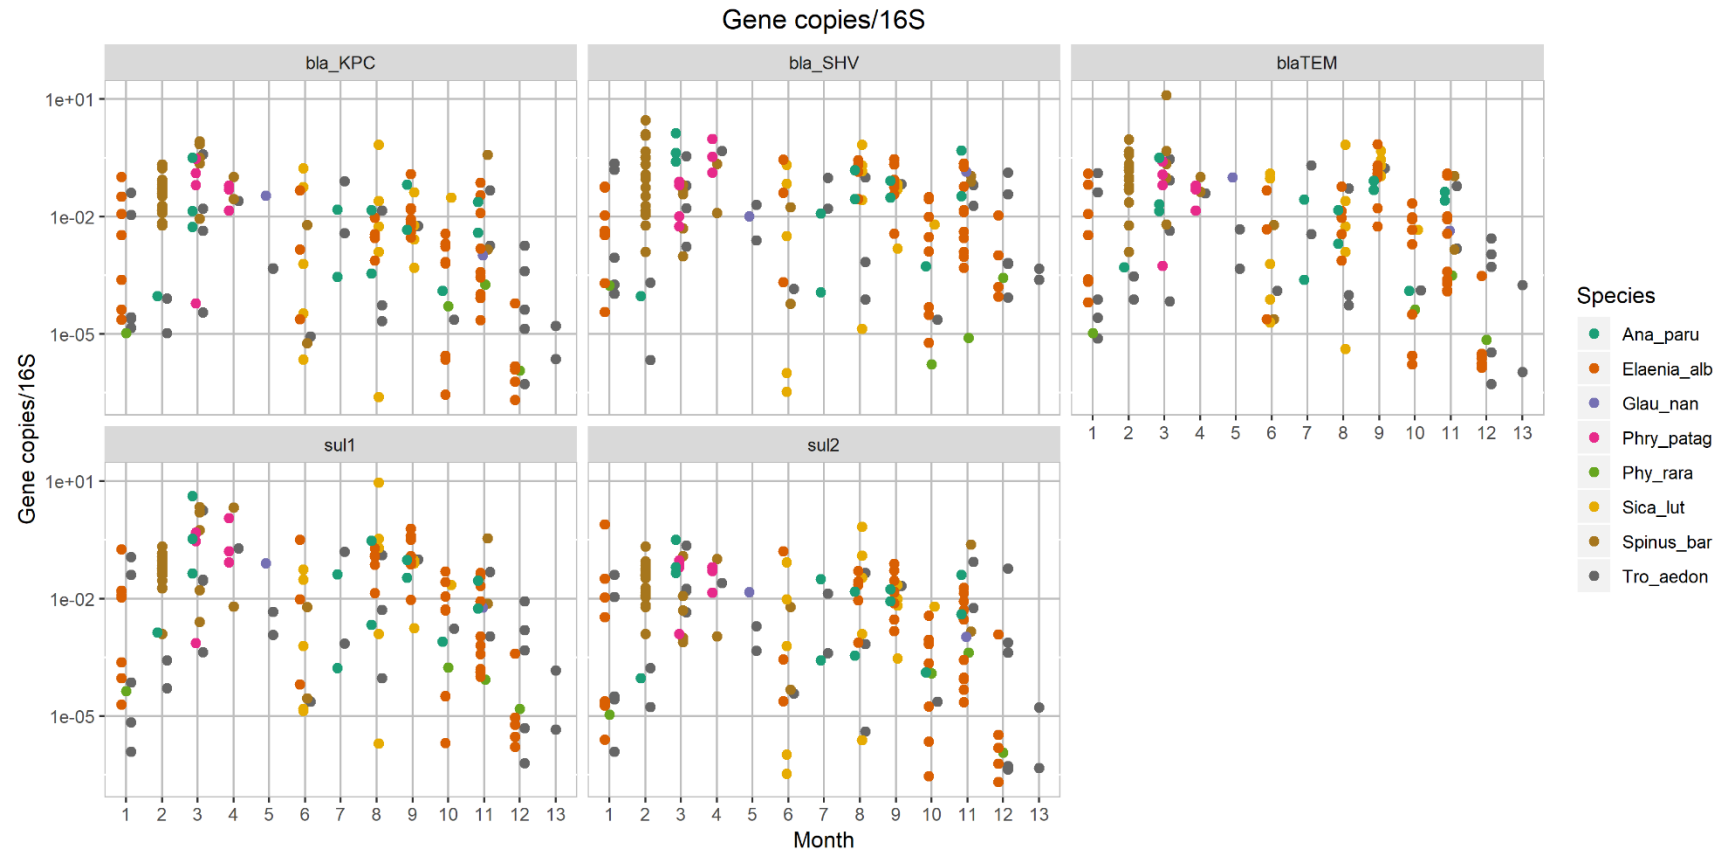 Gene copies/16S
bla_KPC
bla_SHV
blaTEM
1e+01
1e-02
1e-05
1 2 3 4 5 6 7 8 9 10 11 12 13
sul1
sul2
1e+01
1e-02
1e-05
1 2 3 4 5 6 7 8 9 10 11 12 13
1 2 3 4 5 6 7 8 9 10 11 12 13
Gene copies/16S
Month
Species
Ana_paru
Elaenia_alb
Glau_nan
Phry_patag
Phy_rara
Sica_lut
Spinus_bar
Tro_aedon